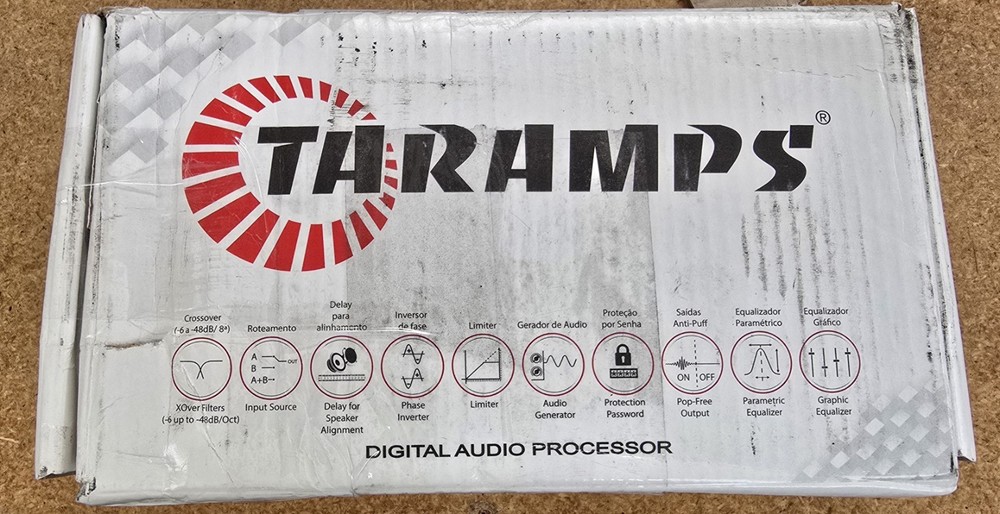 TARAMPS®
Crossover
(-6 a -48dB/ 8ª)
Roteamento
Delay
para
alinhamento
Inversor
de fase
Limiter
Gerador de Audio
Proteção
por Senha
Saídas
Anti-Puff
Equalizador
Paramétrico
Equalizador
Gráfico
A
B
A+B
OUT
ON OFF
XOver Filters
(-6 up to -48dB/Oct)
Input Source
Delay for
Speaker
Alignment
Phase
Inverter
Limiter
Audio
Generator
Protection
Password
Pop-Free
Output
Parametric
Equalizer
Graphic
Equalizer
DIGITAL AUDIO PROCESSOR